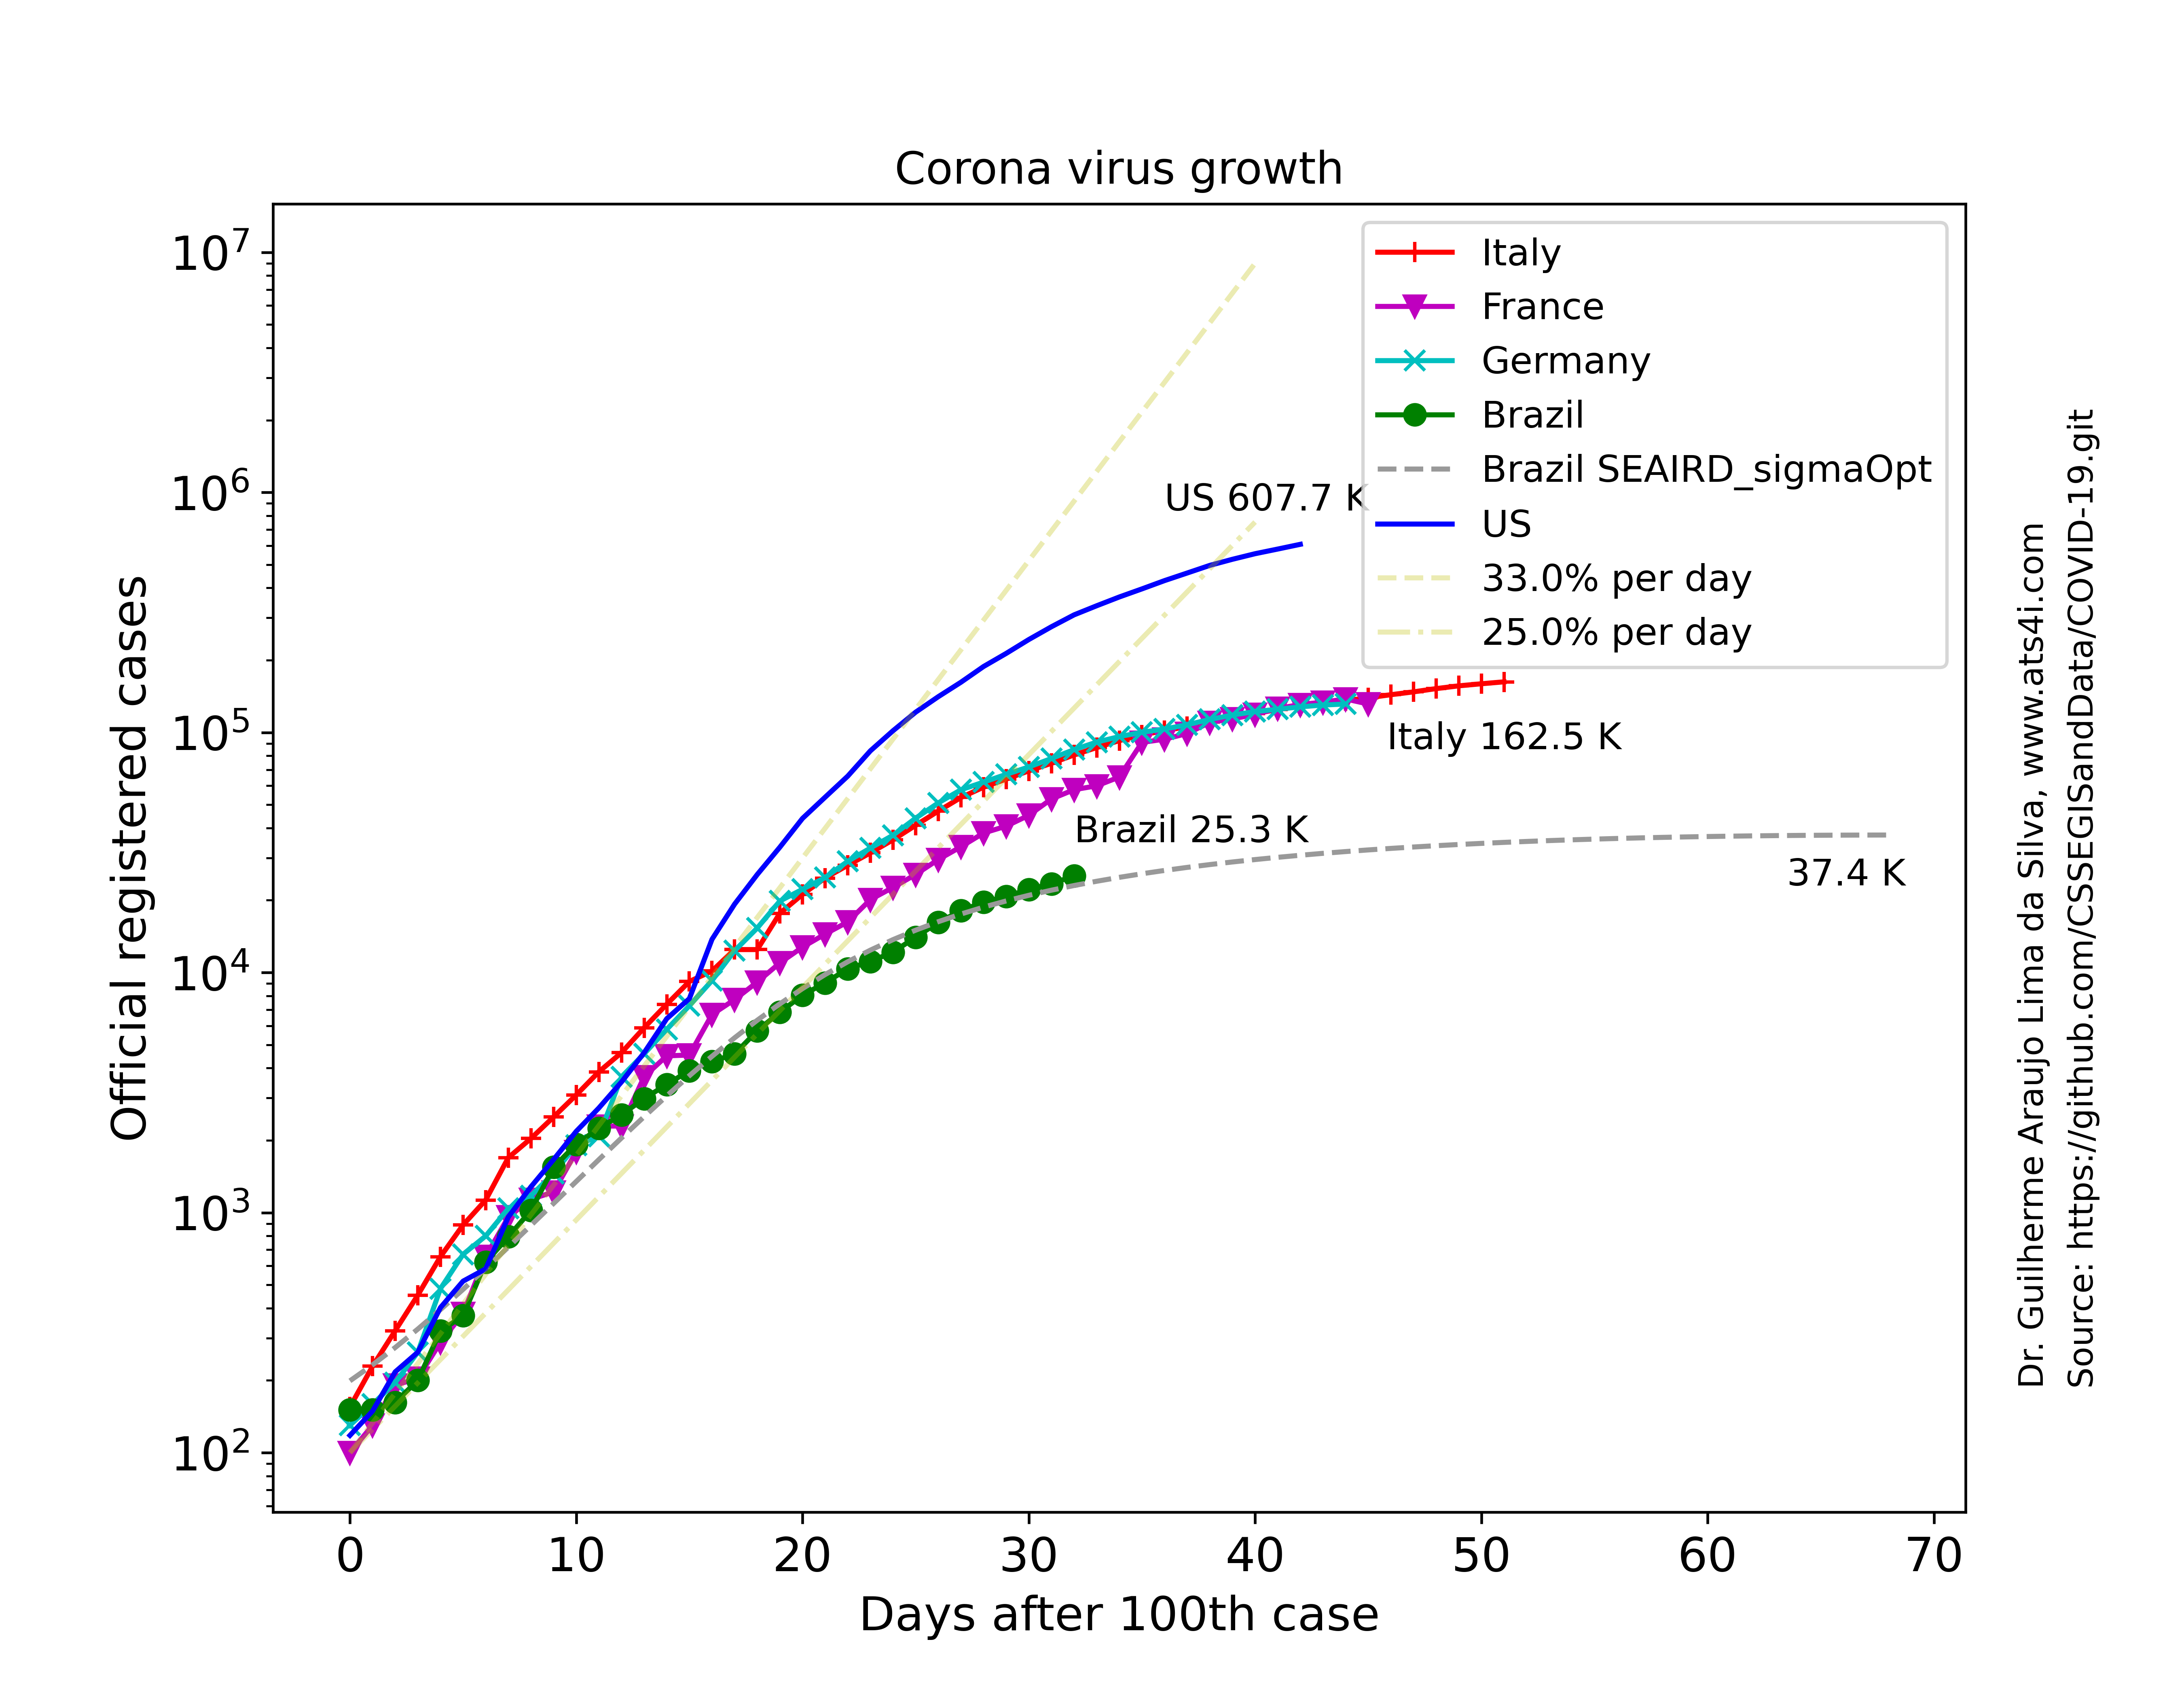 Corona virus growth
Official registered cases
10^7
10^6
10^5
10^4
10^3
10^2
Italy
France
Germany
Brazil
Brazil SEAIRD_sigmaOpt
US
33.0% per day
25.0% per day
US 607.7 K
Italy 162.5 K
Brazil 25.3 K
37.4 K
0 10 20 30 40 50 60 70
Days after 100th case
Dr. Guilherme Araujo Lima da Silva, www.ats4i.com
Source: https://github.com/CSSEGISandData/COVID-19.git